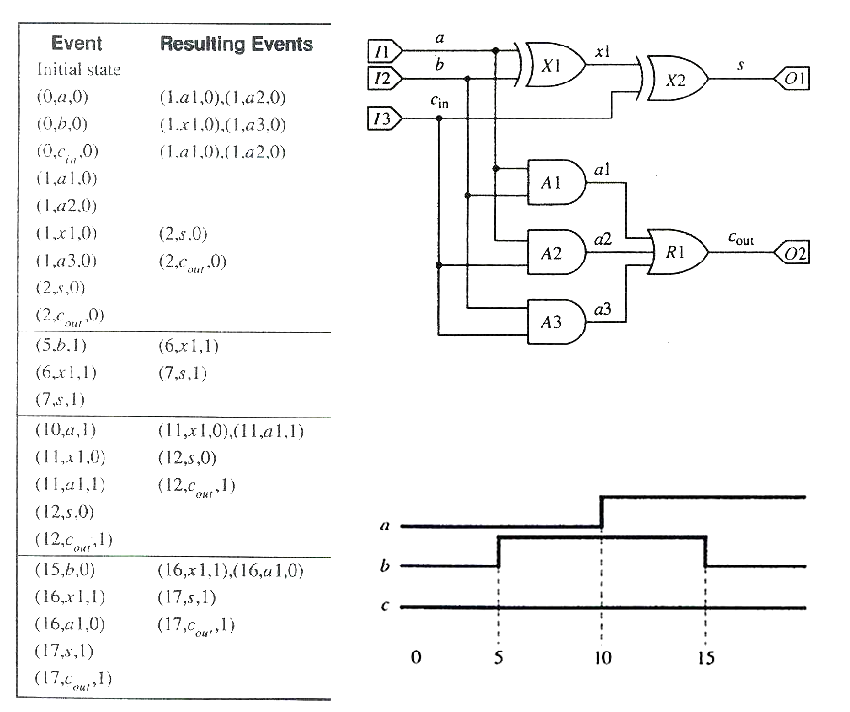 Event Resulting Events
Initial state
(0,a,0) (1.a1,0),(1,a2,0)
(0,b,0) (1.x1,0),(1,a3,0)
(0,c_in,0) (1.a1,0),(1.a2,0)
(1,a1,0)
(1,a2,0)
(1,x1,0) (2,s,0)
(1,a3,0) (2,c_out,0)
(2,s,0)
(2,c_out,0)
(5,b,1) (6,x1,1)
(6,x1,1) (7,s,1)
(7,s,1)
(10,a,1) (11,x1,0),(11,a1,1)
(11,x1,0) (12,s,0)
(11,a1,1) (12,c_out,1)
(12,s,0)
(12,c_out,1)
(15,b,0) (16,x1,1),(16,a1,0)
(16,x1,1) (17,s,1)
(16,a1,0) (17,c_out,1)
(17,s,1)
(17,c_out,1)
I1 a X1 x1 X2 s O1
I2 b
I3 c_in
A1 a1
A2 a2 R1 c_out O2
A3 a3
a
b
c
0 5 10 15